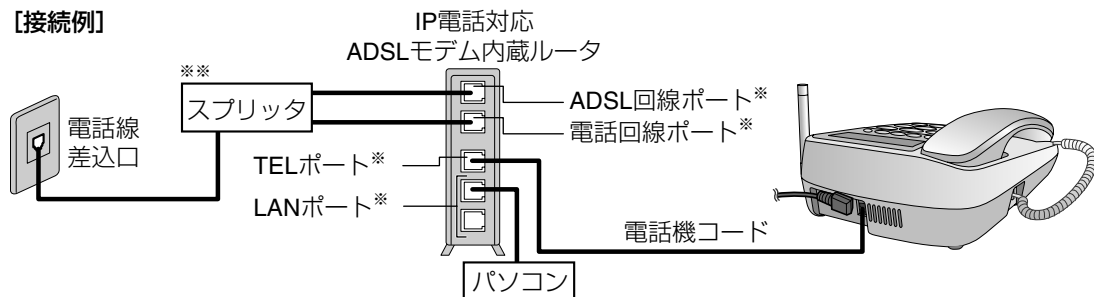 [接続例]
IP電話対応
ADSLモデム内蔵ルータ
※※
スプリッタ
電話線
差込口
ADSL回線ポート※
電話回線ポート※
TELポート※
LANポート※
電話機コード
パソコン